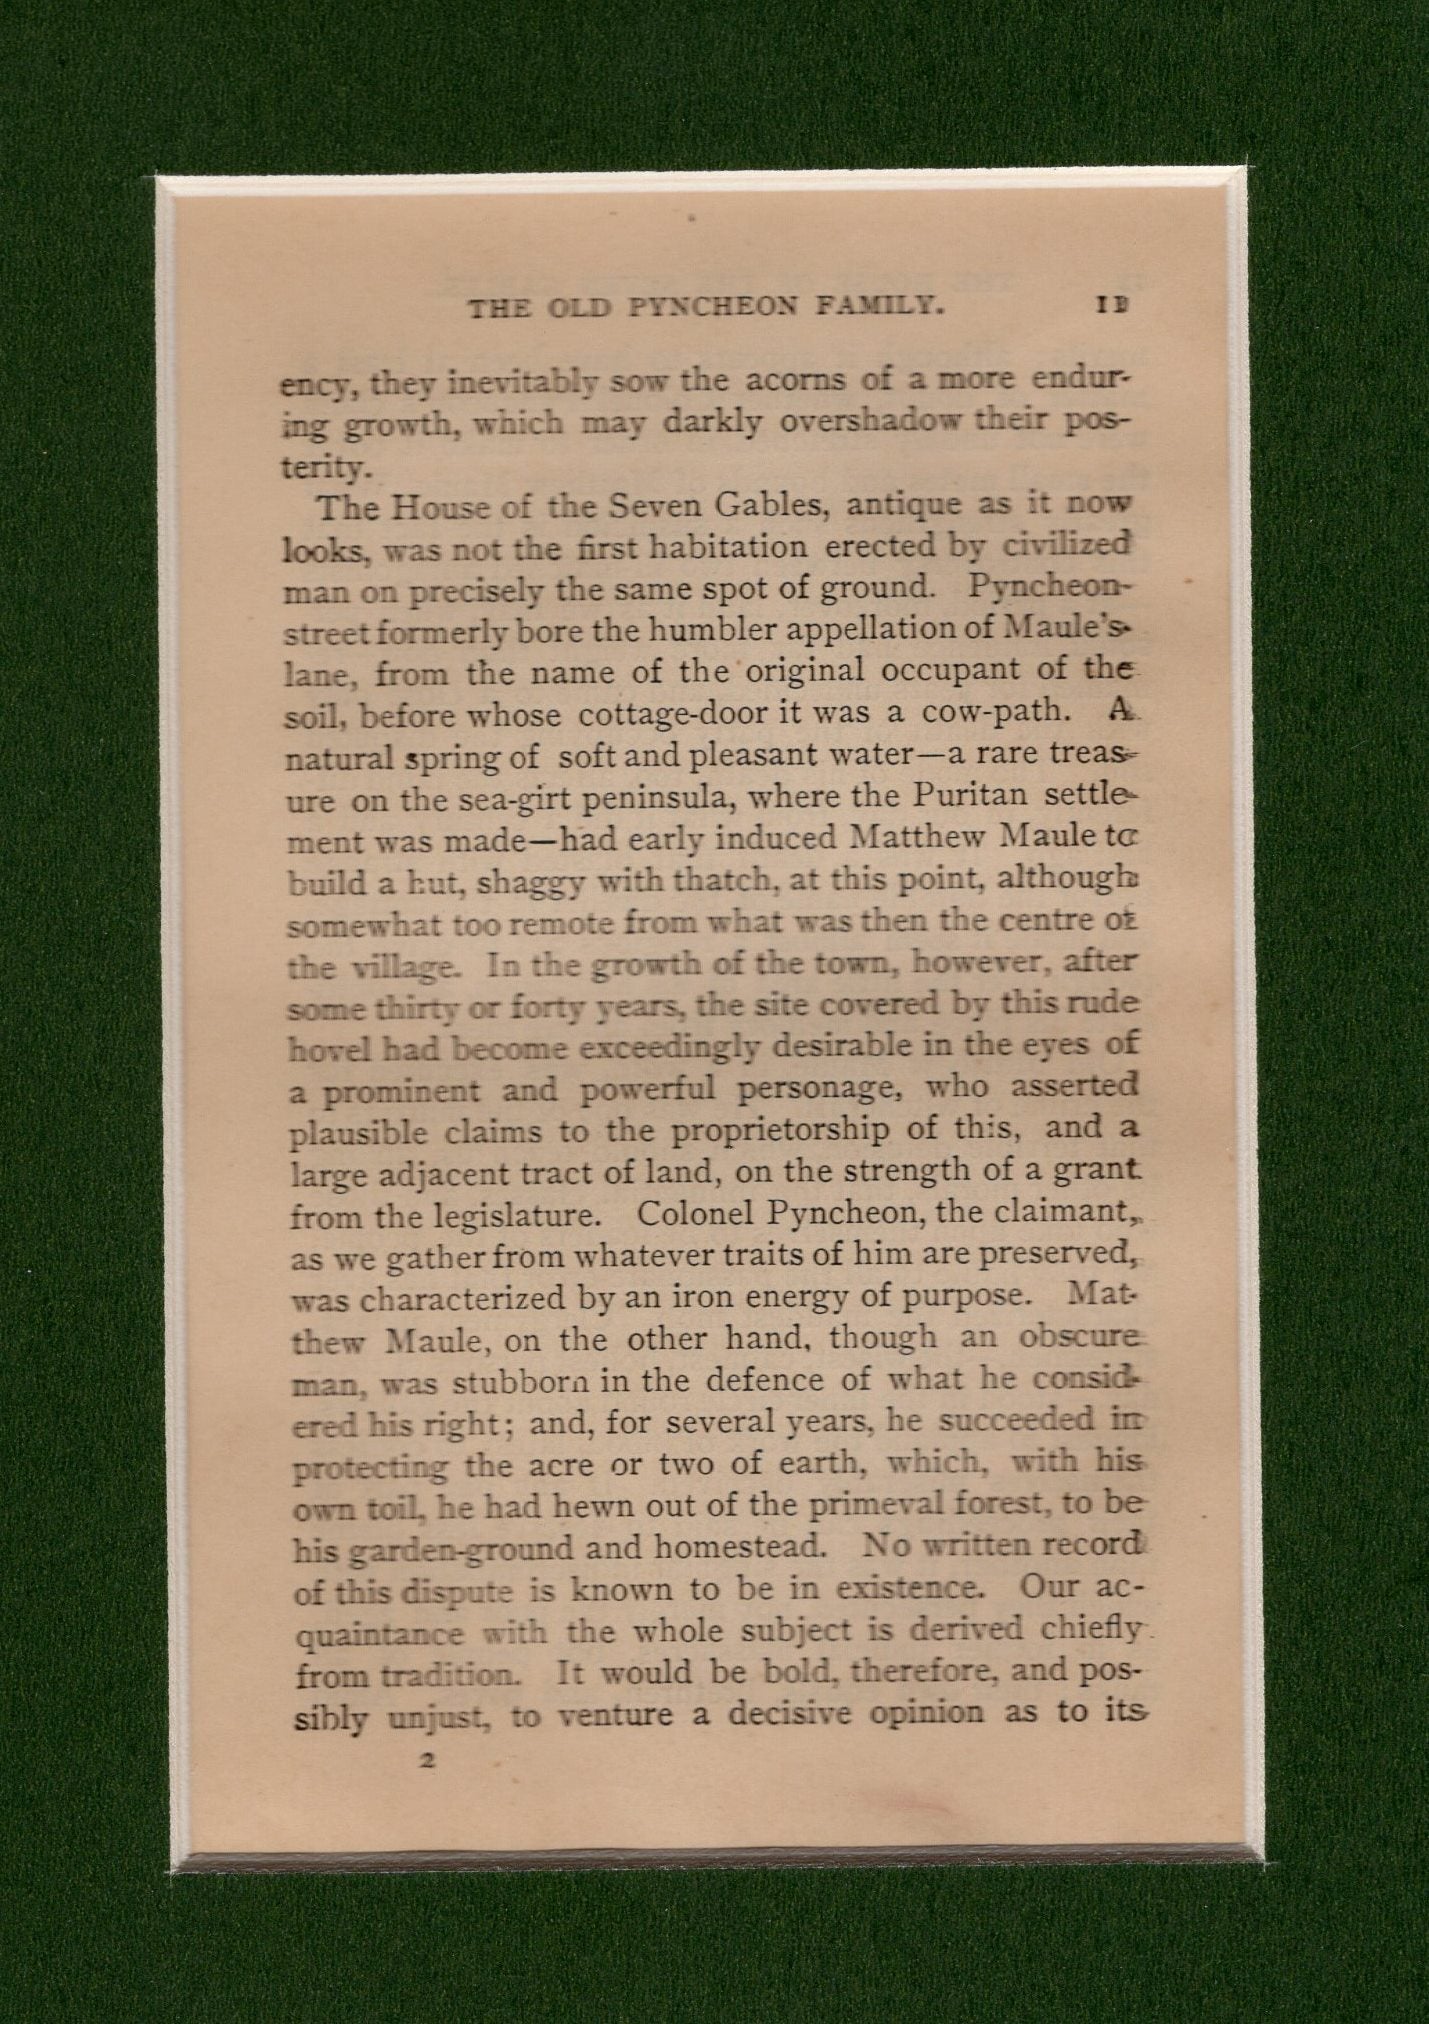 THE OLD PYNCHEON FAMILY. 11
ency, they inevitably sow the acorns of a more endur-
ing growth, which may darkly overshadow their pos-
terity.
The House of the Seven Gables, antique as it now
looks, was not the first habitation erected by civilized
man on precisely the same spot of ground. Pyncheon-
street formerly bore the humbler appellation of Maule's-
lane, from the name of the original occupant of the
soil, before whose cottage-door it was a cow-path. A
natural spring of soft and pleasant water—a rare treas-
ure on the sea-girt peninsula, where the Puritan settle-
ment was made—had early induced Matthew Maule to
build a hut, shaggy with thatch, at this point, although
somewhat too remote from what was then the centre of
the village. In the growth of the town, however, after
some thirty or forty years, the site covered by this rude
hovel had become exceedingly desirable in the eyes of
a prominent and powerful personage, who asserted
plausible claims to the proprietorship of this, and a
large adjacent tract of land, on the strength of a grant
from the legislature. Colonel Pyncheon, the claimant,
as we gather from whatever traits of him are preserved,
was characterized by an iron energy of purpose. Mat-
thew Maule, on the other hand, though an obscure
man, was stubborn in the defence of what he consid-
ered his right; and, for several years, he succeeded in
protecting the acre or two of earth, which, with his
own toil, he had hewn out of the primeval forest, to be
his garden-ground and homestead. No written record
of this dispute is known to be in existence. Our ac-
quaintance with the whole subject is derived chiefly
from tradition. It would be bold, therefore, and pos-
sibly unjust, to venture a decisive opinion as to its
2